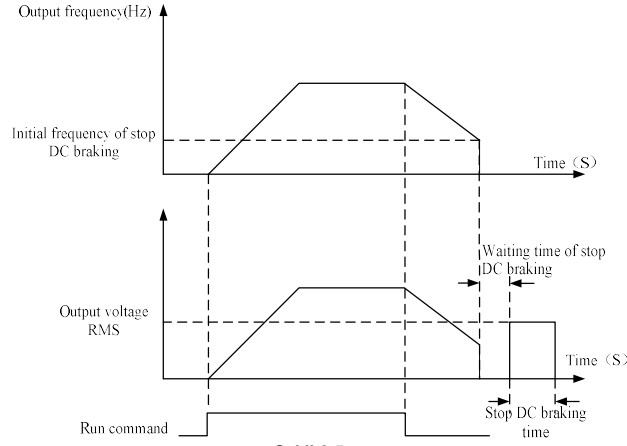 Output frequency(Hz)
Initial frequency of stop
DC braking
Time（S）
Waiting time of stop
DC braking
Output voltage
RMS
Time（S）
Stop DC braking
time
Run command